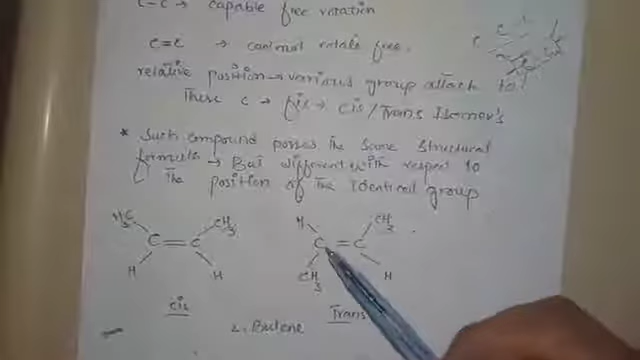 C-C → capable free rotation
C=C → cannot rotate free.
relative position → various group attach to
These C → fix → cis/Trans Isomer's
* Such compound posses the same structural
formula → But different with respect to
The position of the identical group
H₃C CH₃ H CH₃
C = C C = C
H H CH₃ H
cis Trans
2. Butene